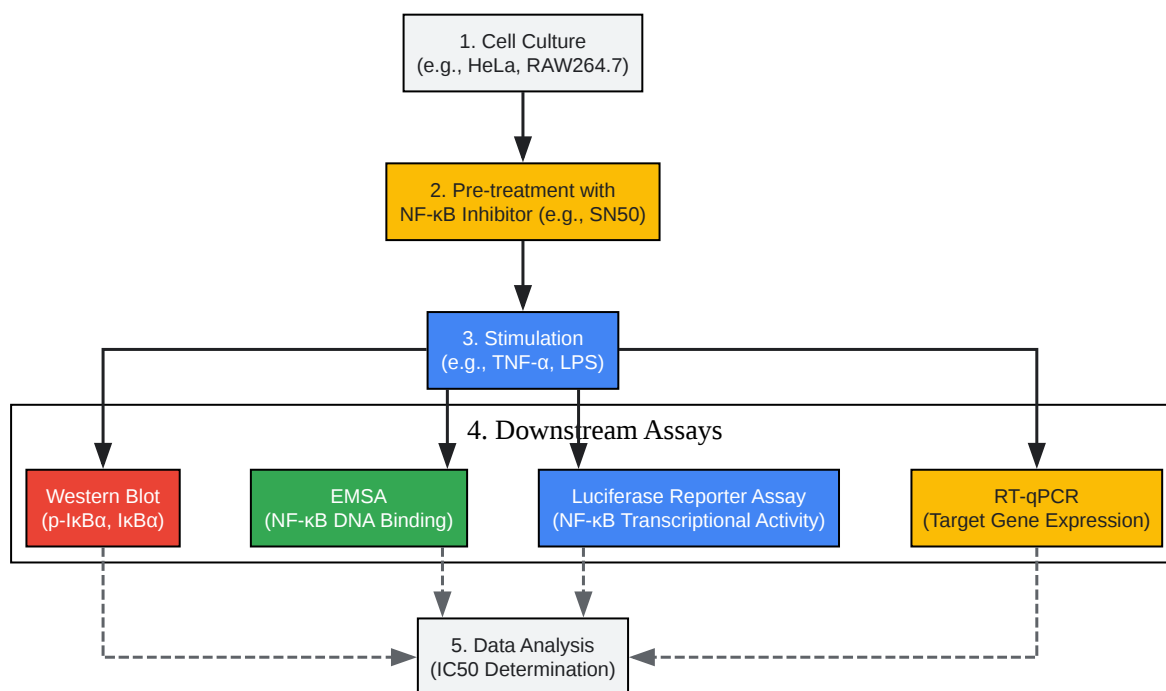 1. Cell Culture
(e.g., HeLa, RAW264.7)
2. Pre-treatment with
NF-κB Inhibitor (e.g., SN50)
3. Stimulation
(e.g., TNF-α, LPS)
4. Downstream Assays
Western Blot
(p-IκBα, IκBα)
EMSA
(NF-κB DNA Binding)
Luciferase Reporter Assay
(NF-κB Transcriptional Activity)
RT-qPCR
(Target Gene Expression)
5. Data Analysis
(IC50 Determination)